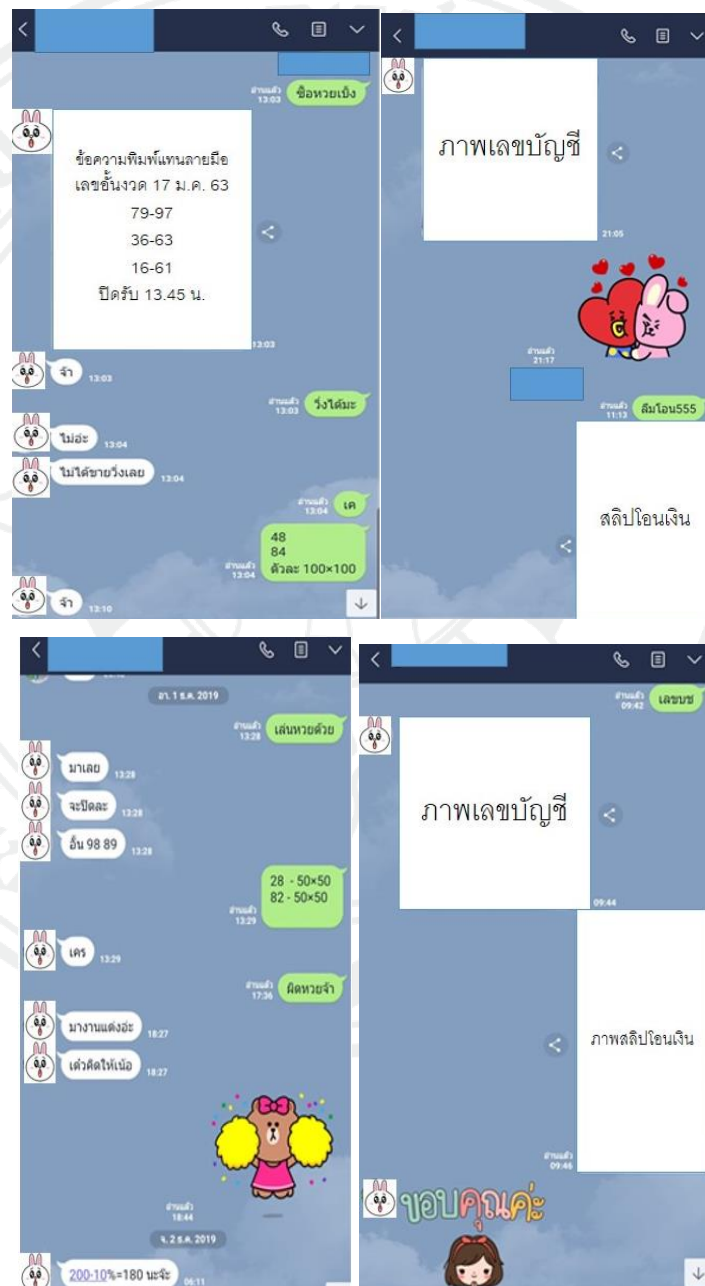 อ่านแล้ว
13:03
ซื้อหวยเบ๊ง
ข้อความพิมพ์แทนลายมือ
เลขอั้นงวด 17 ม.ค. 63
79-97
36-63
16-61
ปิดรับ 13.45 น.
13:03
จ้า
13:03
อ่านแล้ว
13:03
วิ่งได้มะ
ไม่อ่ะ
13:04
ไม่ได้ขายวิ่งเลย
13:04
อ่านแล้ว
13:04
เค
48
84
ตัวละ 100×100
อ่านแล้ว
13:04
จ้า
13:10
ภาพเลขบัญชี
21:05
อ่านแล้ว
21:17
อ่านแล้ว
11:13
ลืมโอน555
สลิปโอนเงิน
อา. 1 ธ.ค. 2019
อ่านแล้ว
13:28
เล่นหวยด้วย
มาเลย
13:28
จะปิดละ
13:28
อั้น 98 89
13:28
28 - 50×50
82 - 50×50
อ่านแล้ว
13:29
เคร
13:29
อ่านแล้ว
17:36
ผิดหวยจ้า
มางานแต่งอ่ะ
18:27
เด่วคิดให้เน้อ
18:27
อ่านแล้ว
18:44
จ. 2 ธ.ค. 2019
200-10%=180 นะจ๊ะ
06:11
อ่านแล้ว
09:42
เลขบช
ภาพเลขบัญชี
09:44
ภาพสลิปโอนเงิน
อ่านแล้ว
09:46
ขอบคุณค่ะ